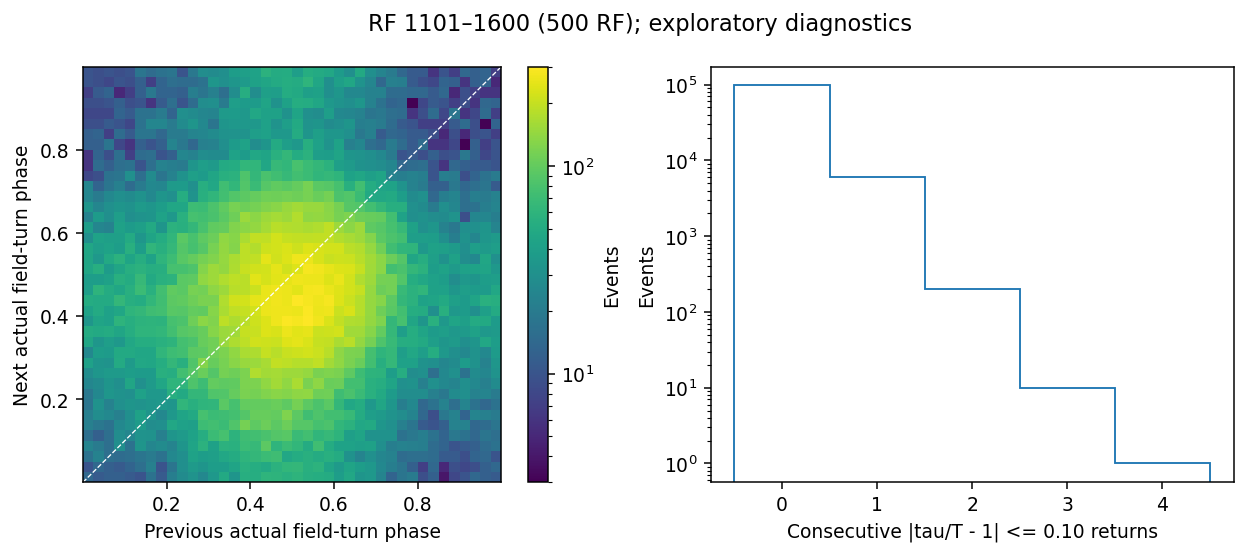 RF 1101–1600 (500 RF); exploratory diagnostics
Next actual field-turn phase
0.8
0.6
0.4
0.2
0.2 0.4 0.6 0.8
Previous actual field-turn phase
10²
10¹
Events
Events
10⁵
10⁴
10³
10²
10¹
10⁰
0 1 2 3 4
Consecutive |tau/T - 1| <= 0.10 returns